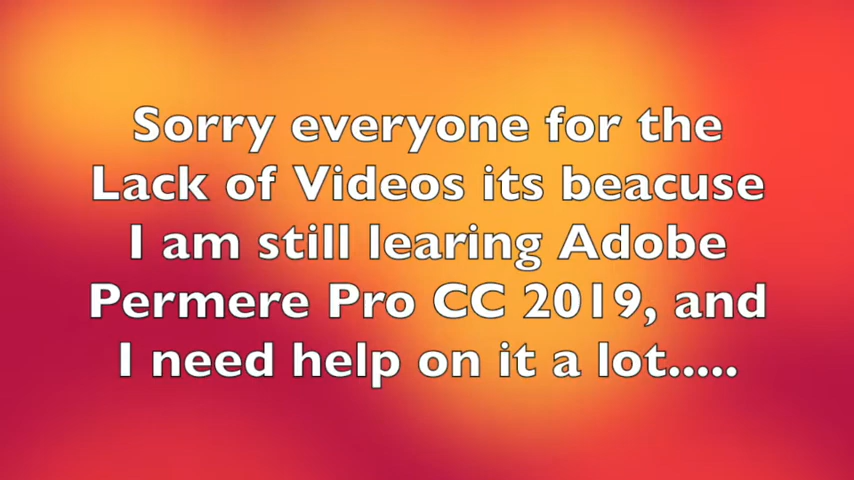 Sorry everyone for the
Lack of Videos its beacuse
I am still learing Adobe
Permere Pro CC 2019, and
I need help on it a lot.....